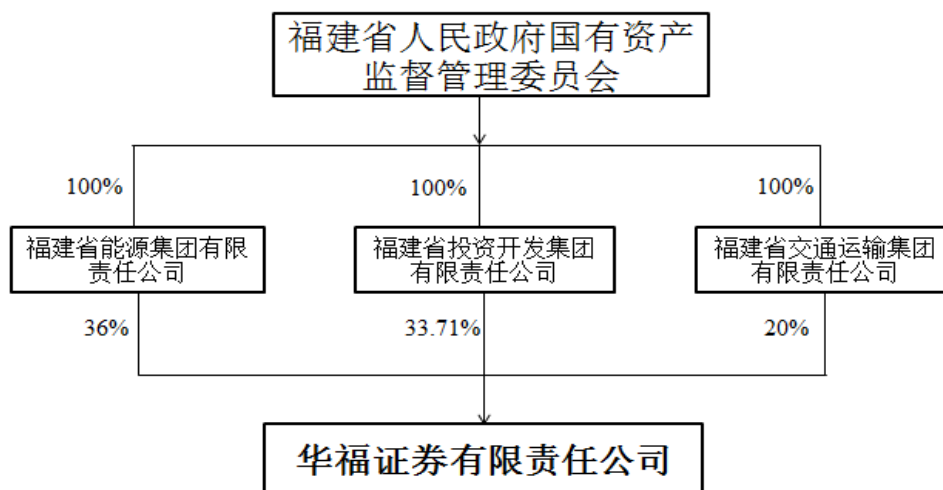 福建省人民政府国有资产
监督管理委员会
100%
100%
100%
福建省能源集团有限
责任公司
福建省投资开发集团
有限责任公司
福建省交通运输集团
有限责任公司
36%
33.71%
20%
华福证券有限责任公司